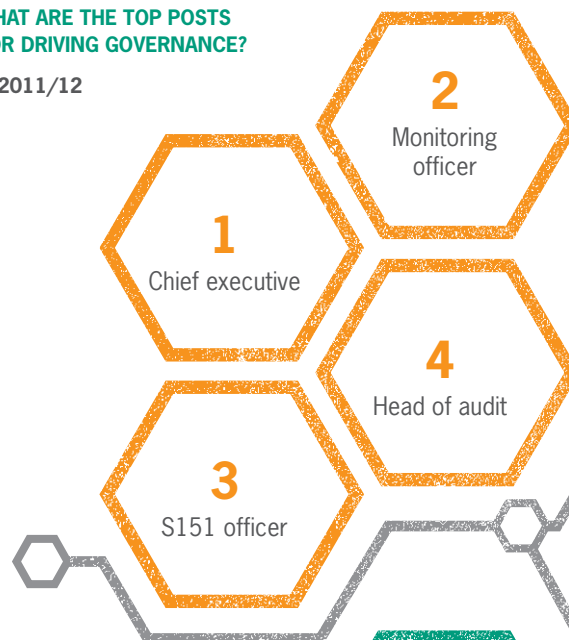 HAT ARE THE TOP POSTS
OR DRIVING GOVERNANCE?
2011/12
1
Chief executive
2
Monitoring
officer
3
S151 officer
4
Head of audit